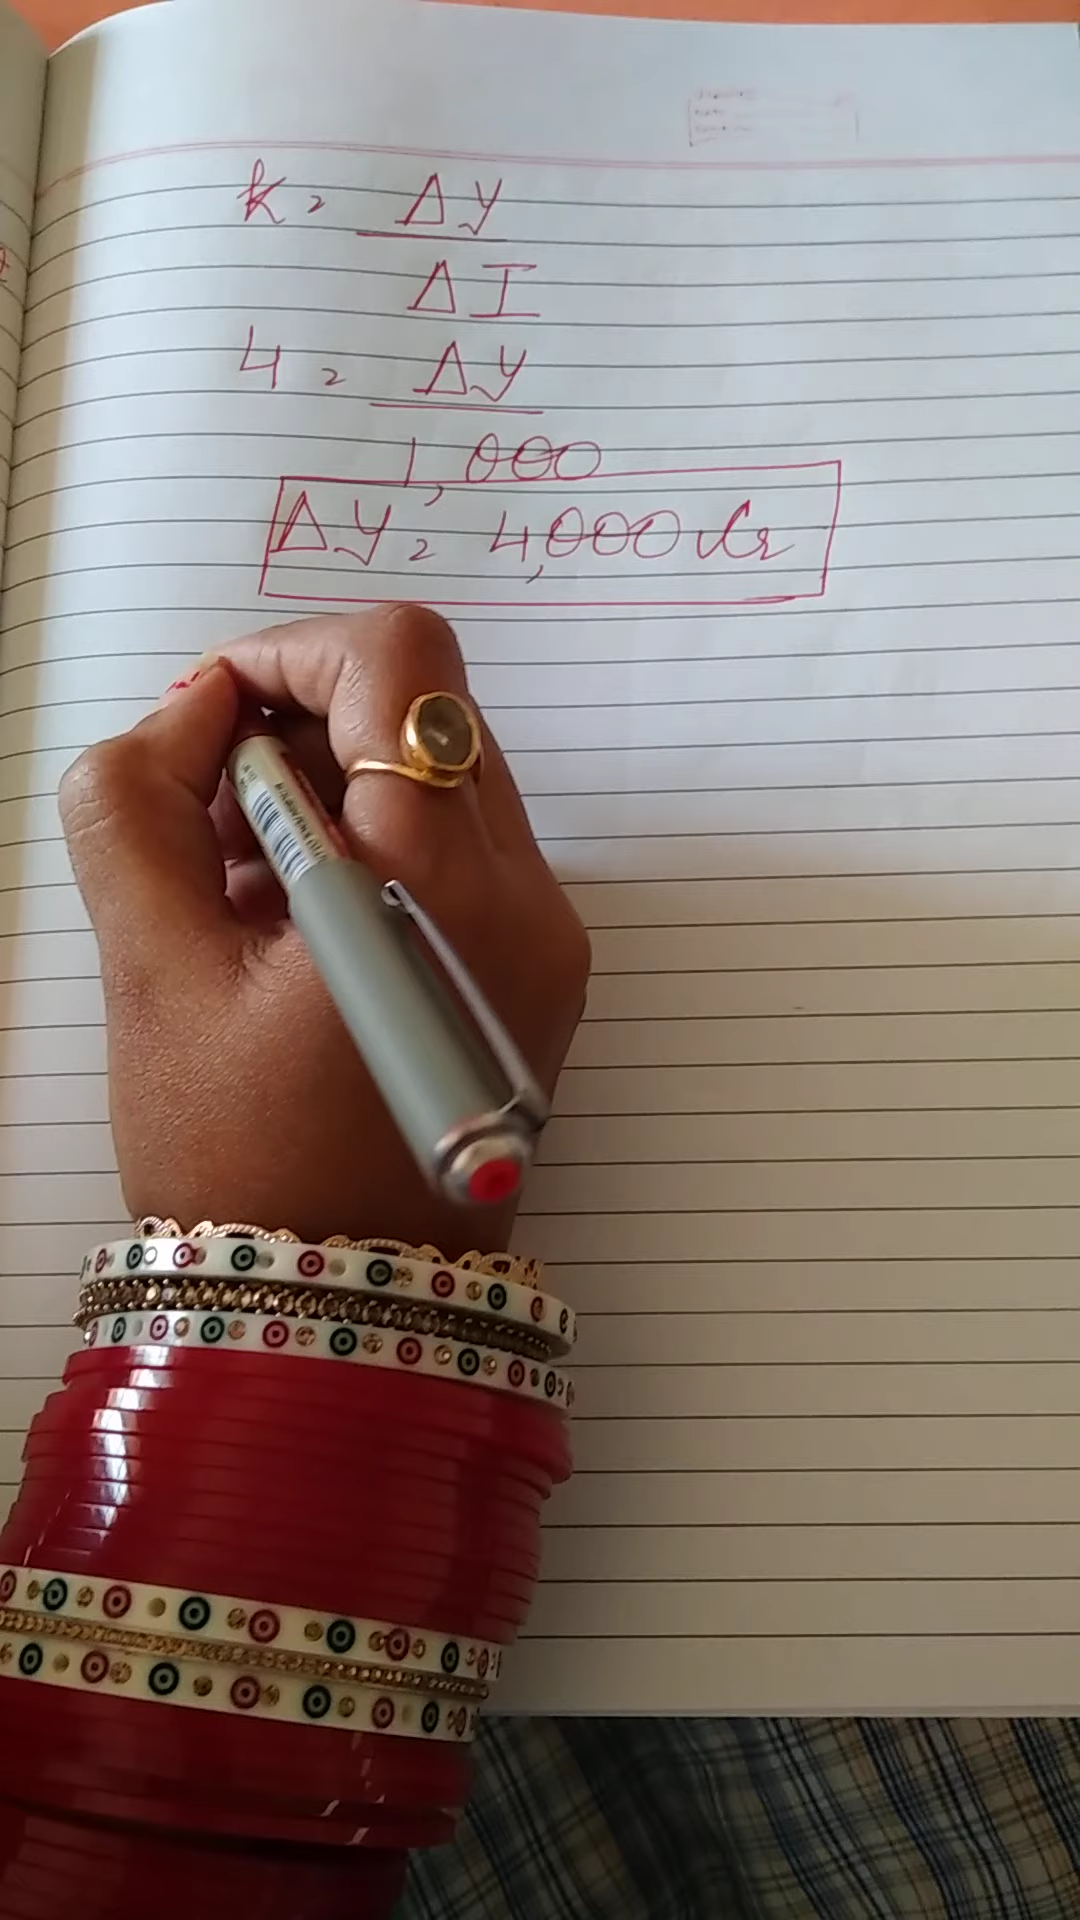 k = ΔY
ΔI
4 = ΔY
1,000
ΔY = 4,000 Cr